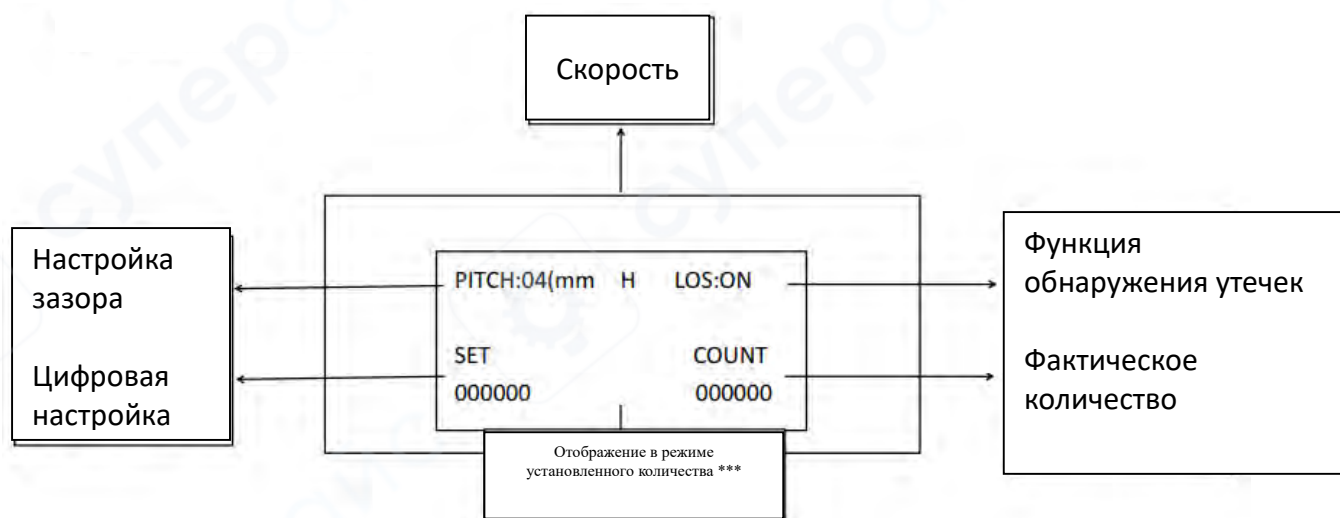 Скорость
Настройка
зазора
Цифровая
настройка
PITCH:04(mm H LOS:ON
SET COUNT
000000 000000
Функция
обнаружения утечек
Фактическое
количество
Отображение в режиме
установленного количества ***